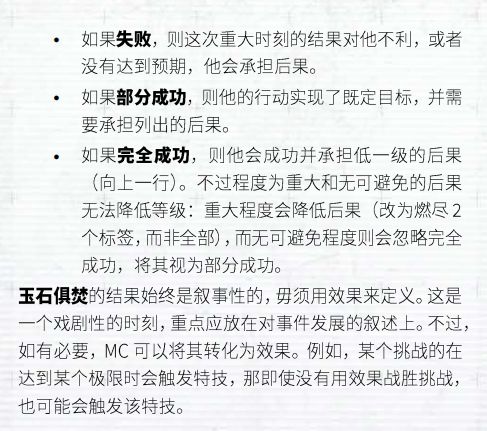 • 如果失败，则这次重大时刻的结果对他不利，或者
没有达到预期，他会承担后果。
• 如果部分成功，则他的行动实现了既定目标，并需
要承担列出的后果。
• 如果完全成功，则他会成功并承担低一级的后果
（向上一行）。不过程度为重大和无可避免的后果
无法降低等级：重大程度会降低后果（改为燃尽 2
个标签，而非全部），而无可避免程度则会忽略完全
成功，将其视为部分成功。
玉石俱焚的结果始终是叙事性的，毋须用效果来定义。这是
一个戏剧性的时刻，重点应放在对事件发展的叙述上。不过，
如有必要，MC 可以将其转化为效果。例如，某个挑战的在
达到某个极限时会触发特技，那即使没有用效果战胜挑战，
也可能会触发该特技。